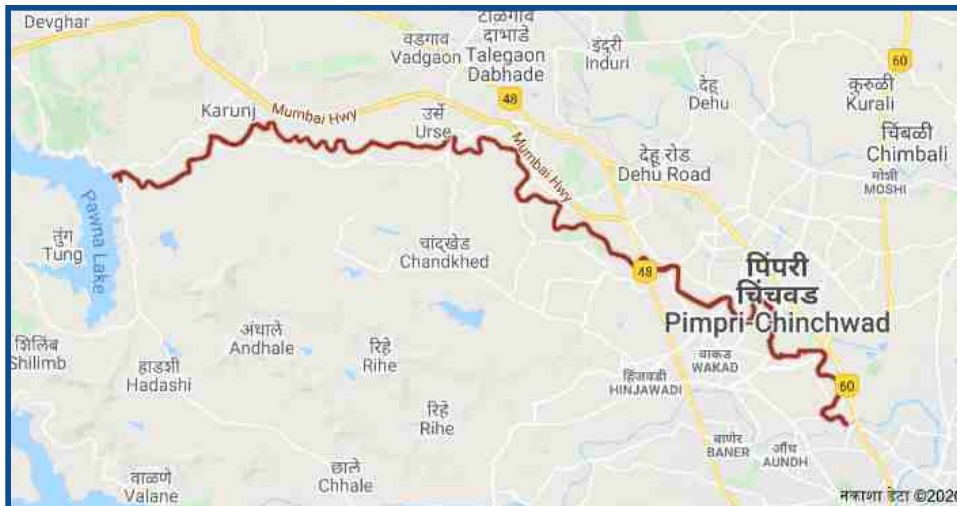 Devghar
वडगाव
Vadgaon
टाळेगाव
दाभाडे
Talegaon
Dabhade
इंदुरी
Induri
60
48
देहू
Dehu
कुरुळी
Kurali
Karunj
Mumbai Hwy
उर्से
Urse
चिंबळी
Chimbali
देहू रोड
Dehu Road
मोशी
MOSHI
Mumbai Hwy
Pawna Lake
तुंग
Tung
चांदखेड
Chandkhed
48
पिंपरी
चिंचवड
Pimpri-Chinchwad
शिलिंब
Shilimb
अंधाले
Andhale
रिहे
Rihe
हाडशी
Hadashi
वाकड
WAKAD
हिंजवडी
HINJAWADI
60
रिहे
Rihe
बाणेर
BANER
औंध
AUNDH
छाले
Chhale
वाळणे
Valane
नकाशा डेटा ©2020